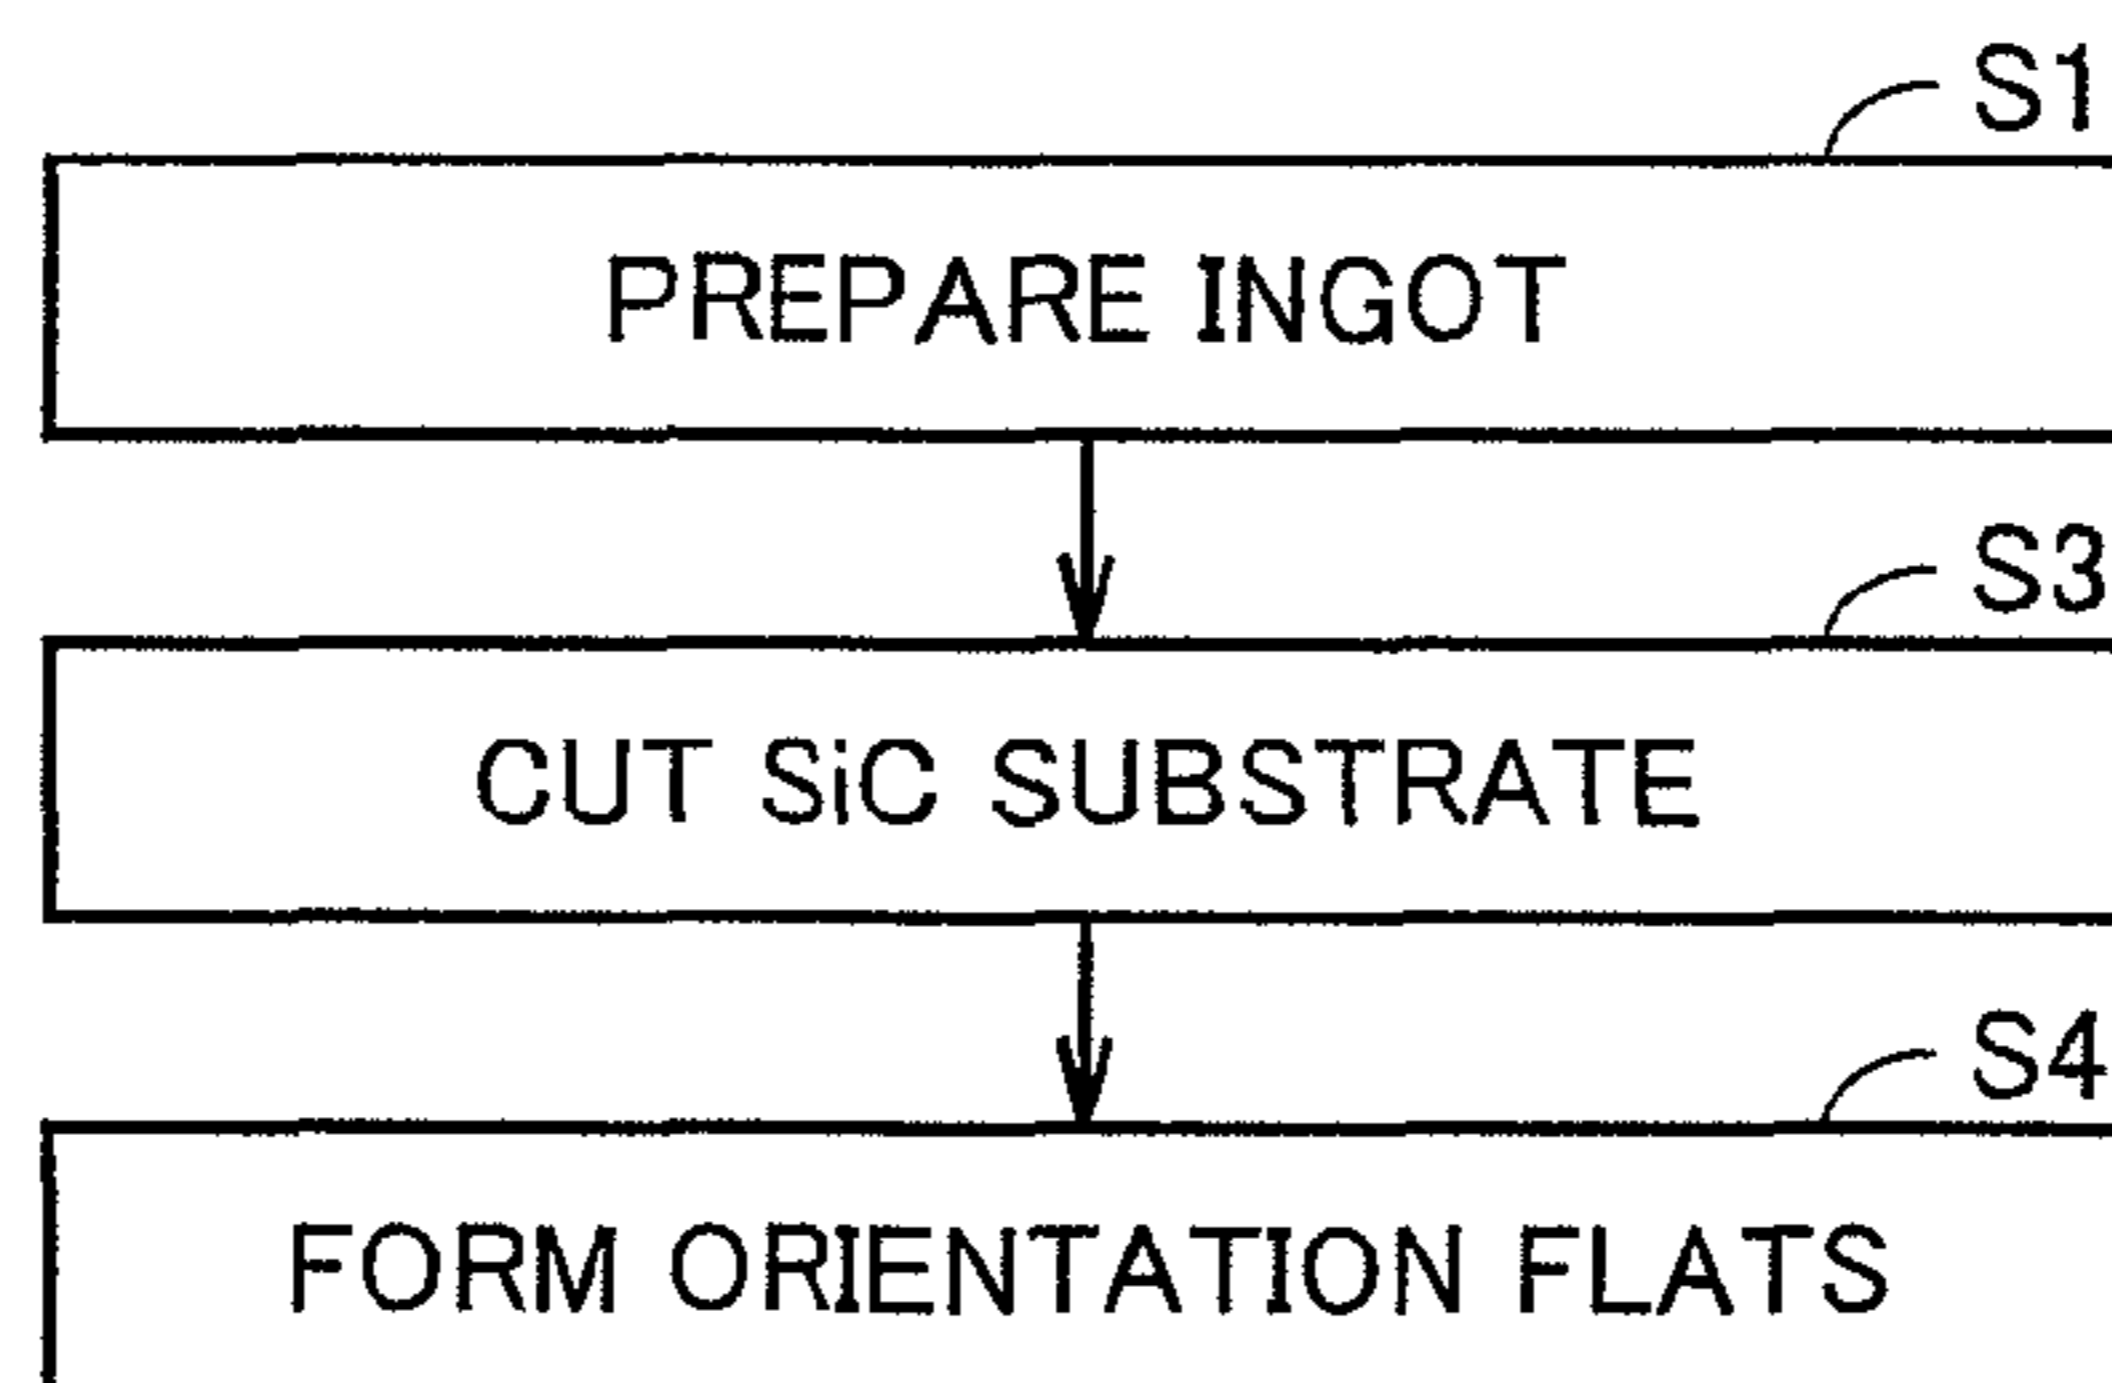 S1
PREPARE INGOT
S3
CUT SiC SUBSTRATE
S4
FORM ORIENTATION FLATS